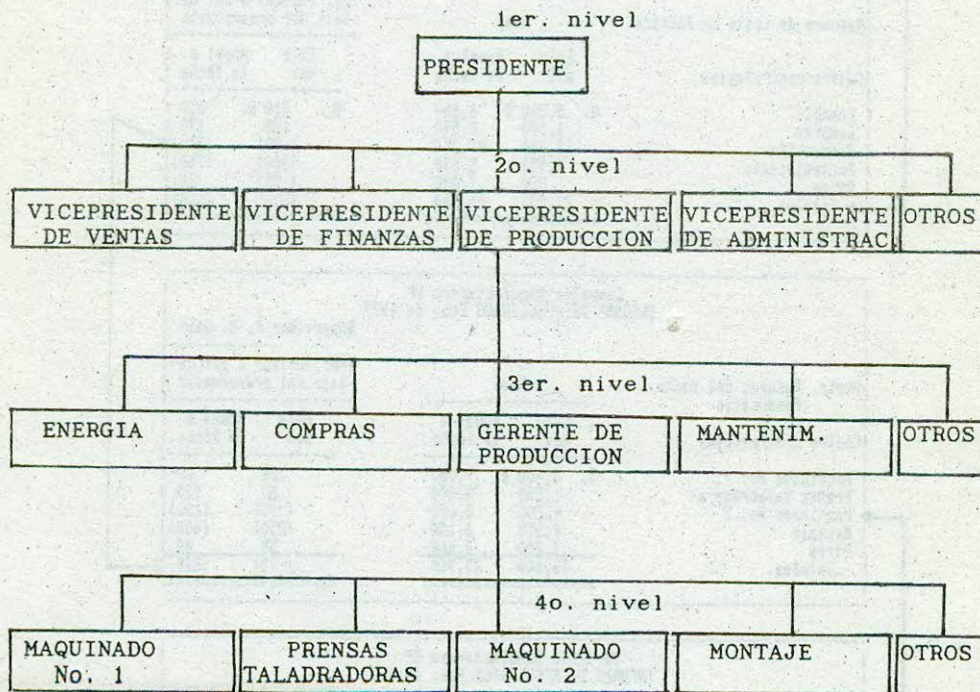 1er. nivel
PRESIDENTE
2o. nivel
VICEPRESIDENTE
DE VENTAS
VICEPRESIDENTE
DE FINANZAS
VICEPRESIDENTE
DE PRODUCCION
VICEPRESIDENTE
DE ADMINISTRAC.
OTROS
3er. nivel
ENERGIA
COMPRAS
GERENTE DE
PRODUCCION
MANTENIM.
OTROS
4o. nivel
MAQUINADO
No. 1
PRENSAS
TALADRADORAS
MAQUINADO
No. 2
MONTAJE
OTROS